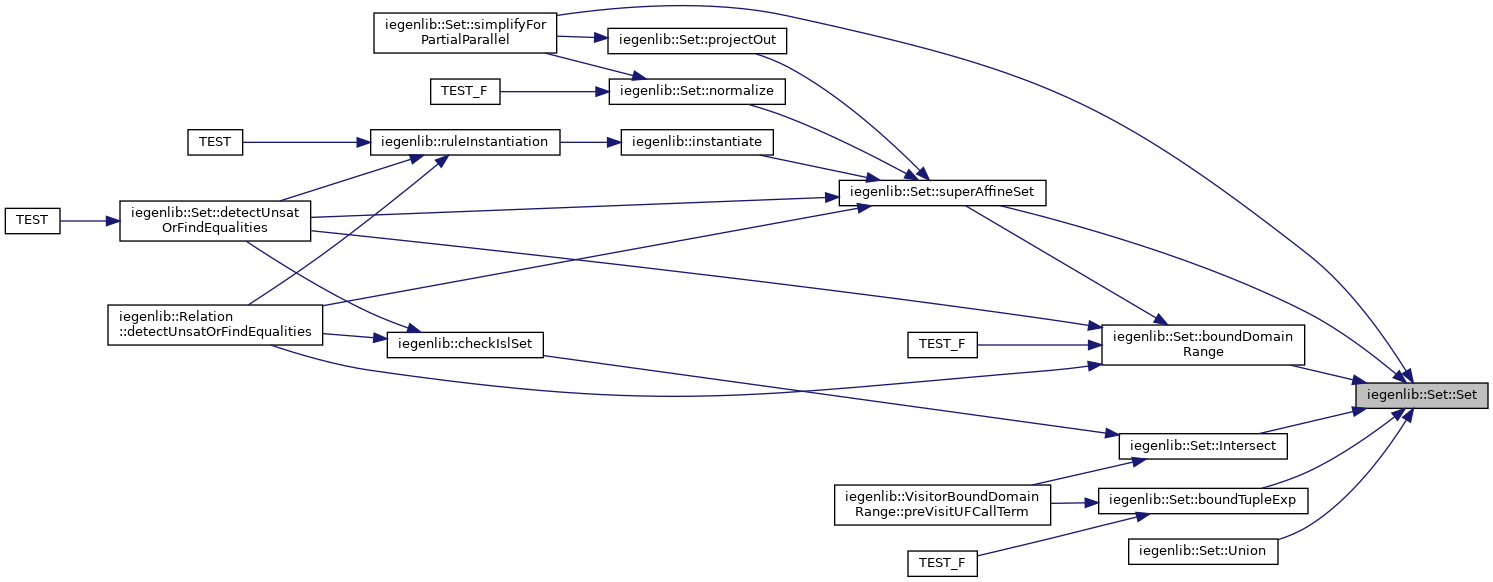 iegenlib::Set::simplifyFor
PartialParallel
iegenlib::Set::projectOut
TEST_F
iegenlib::Set::normalize
TEST
iegenlib::ruleInstantiation
iegenlib::instantiate
iegenlib::Set::superAffineSet
TEST
iegenlib::Set::detectUnsat
OrFindEqualities
iegenlib::Relation
::detectUnsatOrFindEqualities
iegenlib::checkIslSet
TEST_F
iegenlib::Set::boundDomain
Range
iegenlib::Set::Set
iegenlib::Set::Intersect
iegenlib::VisitorBoundDomain
Range::preVisitUFCallTerm
iegenlib::Set::boundTupleExp
TEST_F
iegenlib::Set::Union